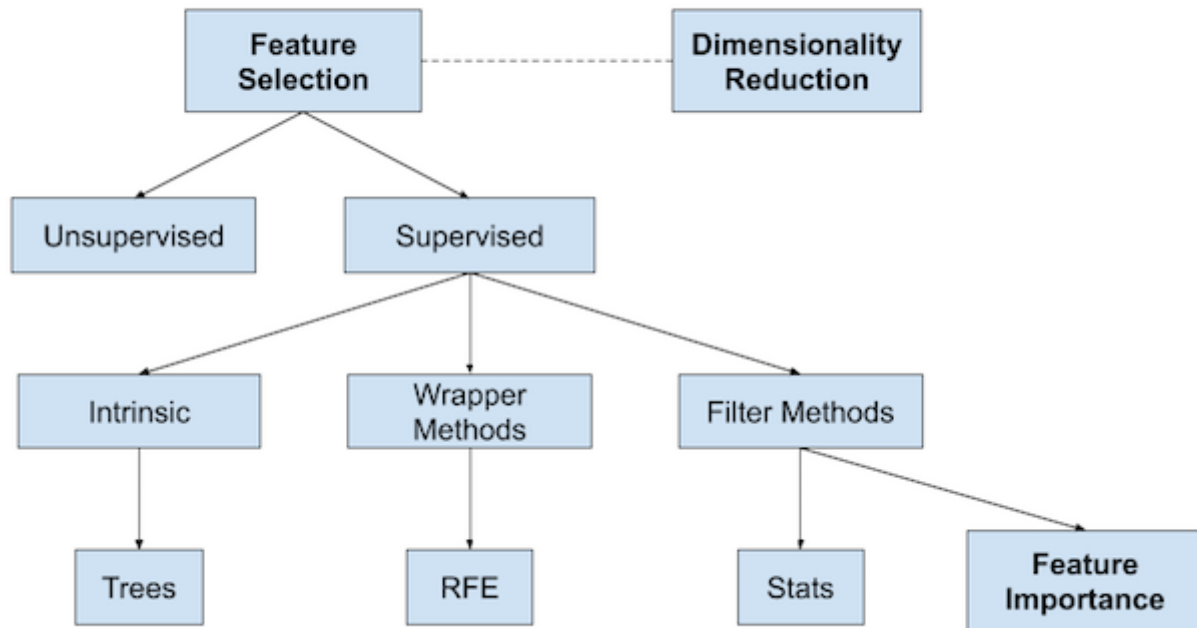 Feature
Selection
Dimensionality
Reduction
Unsupervised
Supervised
Intrinsic
Wrapper
Methods
Filter Methods
Trees
RFE
Stats
Feature
Importance